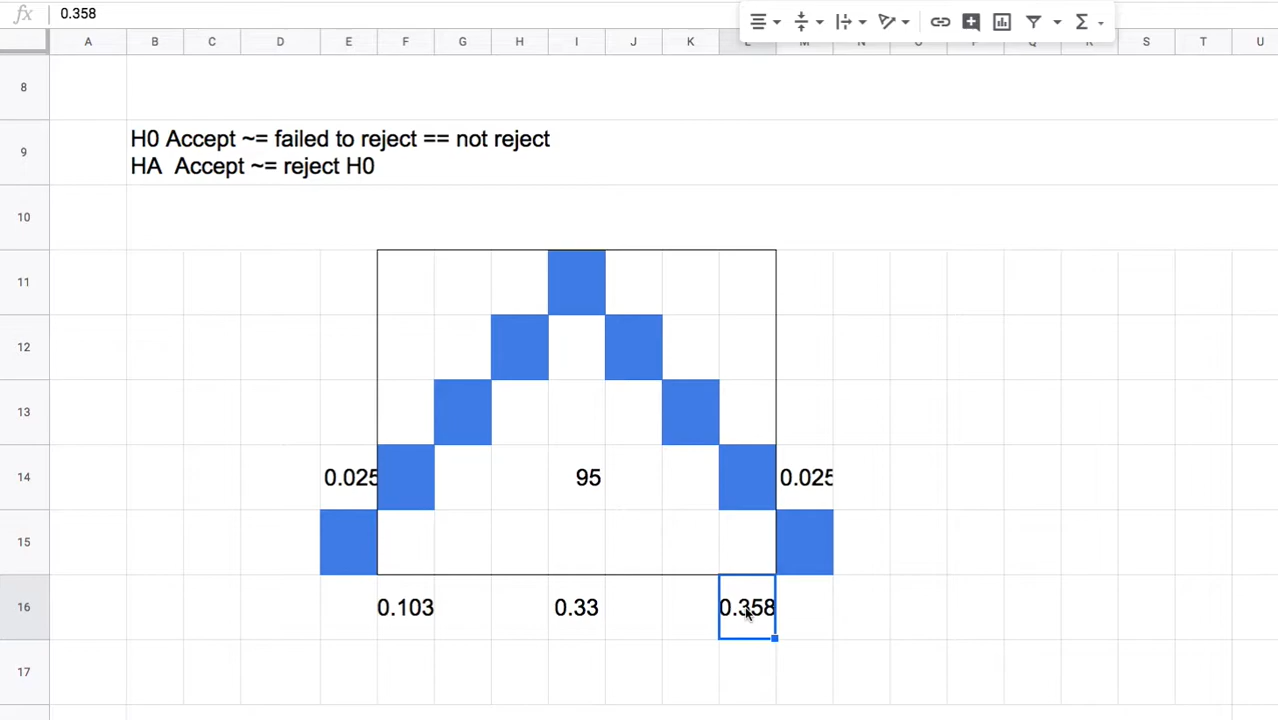 fx 0.358
A B C D E F G H I J K L M N O P Q R S T U
8
9 H0 Accept ~= failed to reject == not reject
HA Accept ~= reject H0
10
11
12
13
14 0.025 95 0.025
15
16 0.103 0.33 0.358
17